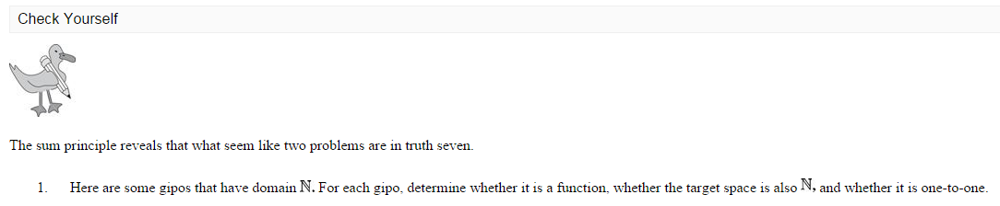 Check Yourself
The sum principle reveals that what seem like two problems are in truth seven.
1. Here are some gipos that have domain ℕ. For each gipo, determine whether it is a function, whether the target space is also ℕ, and whether it is one-to-one.